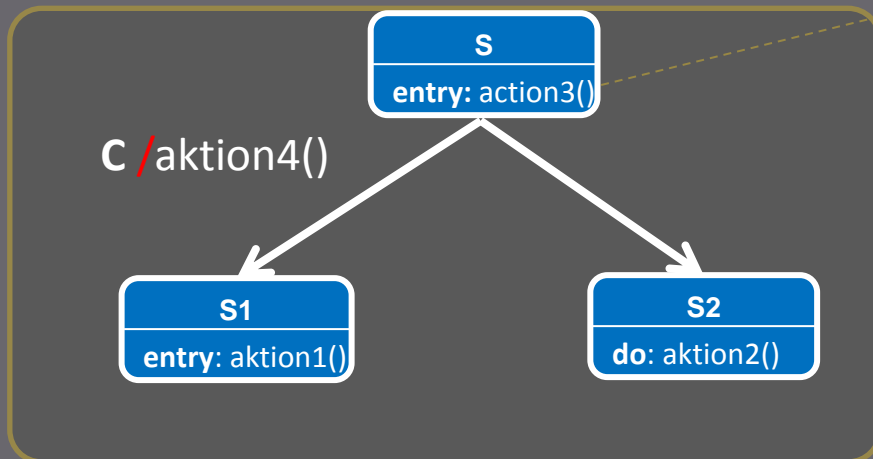 S
entry: action3()
C /aktion4()
S1
entry: aktion1()
S2
do: aktion2()